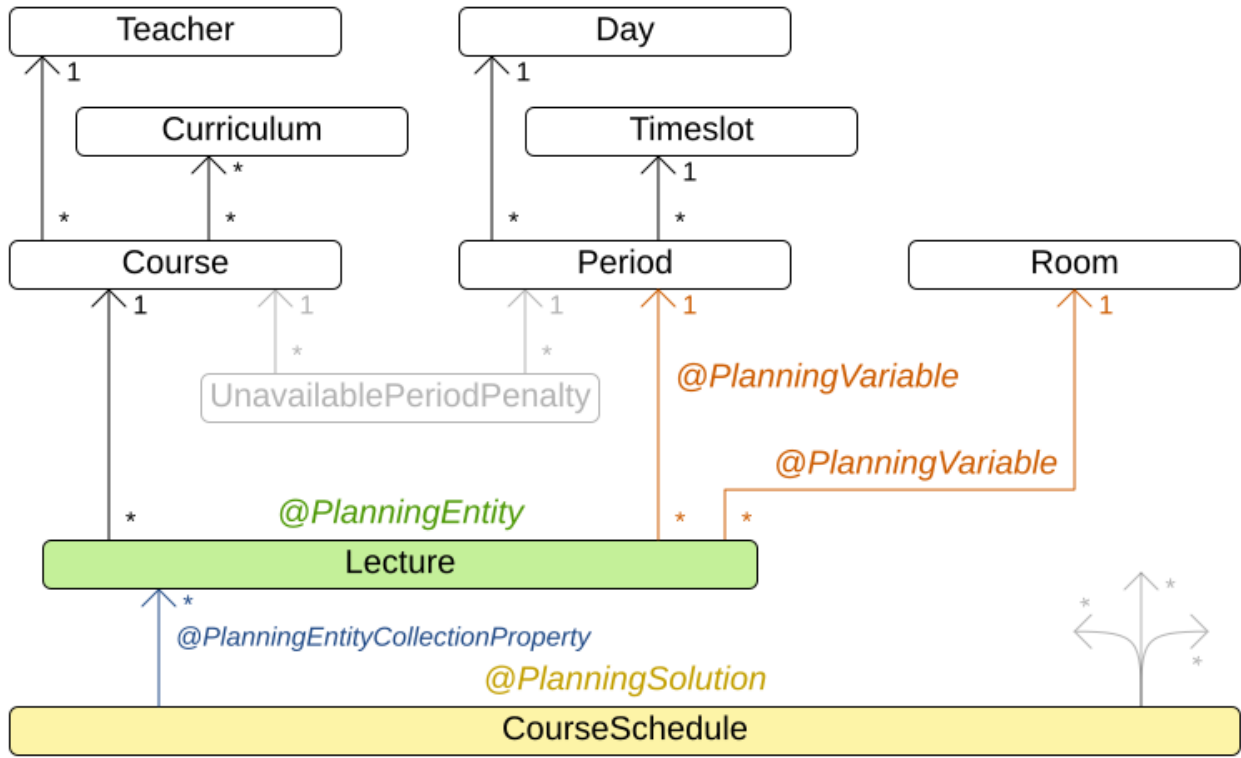 Teacher
Day
1
1
Curriculum
Timeslot
*
1
*
*
*
*
Course
Period
Room
1
1
1
1
1
*
*
@PlanningVariable
UnavailablePeriodPenalty
@PlanningVariable
@PlanningEntity
*
*
*
Lecture
*
*
*
@PlanningEntityCollectionProperty
*
@PlanningSolution
CourseSchedule